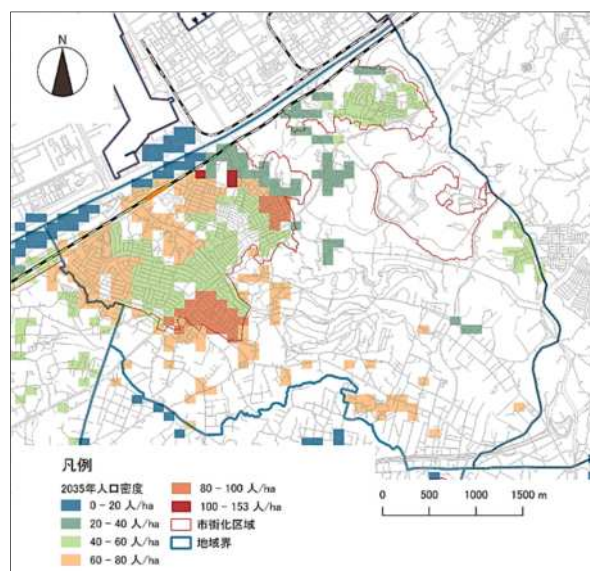 N
凡例
2035年人口密度
0 - 20 人/ha
20 - 40 人/ha
40 - 60 人/ha
60 - 80 人/ha
80 - 100 人/ha
100 - 153 人/ha
市街化区域
地域界
0 500 1000 1500 m